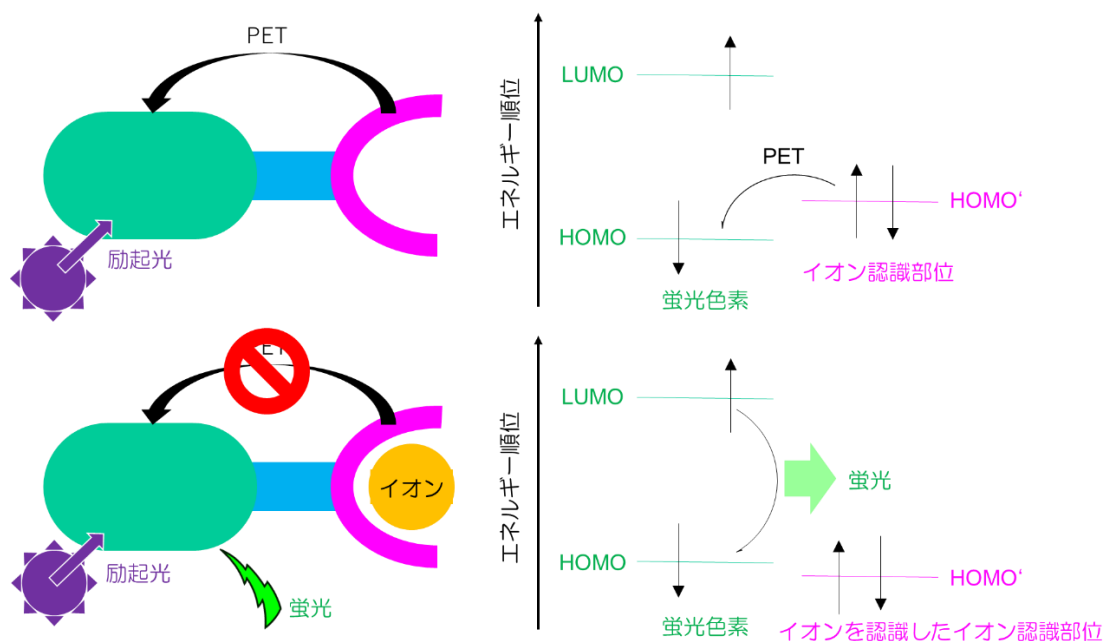 PET
励起光
エネルギー順位
LUMO
PET
HOMO
HOMO‘
イオン認識部位
蛍光色素
イオン
励起光
蛍光
エネルギー順位
LUMO
蛍光
HOMO
HOMO‘
蛍光色素
イオンを認識したイオン認識部位